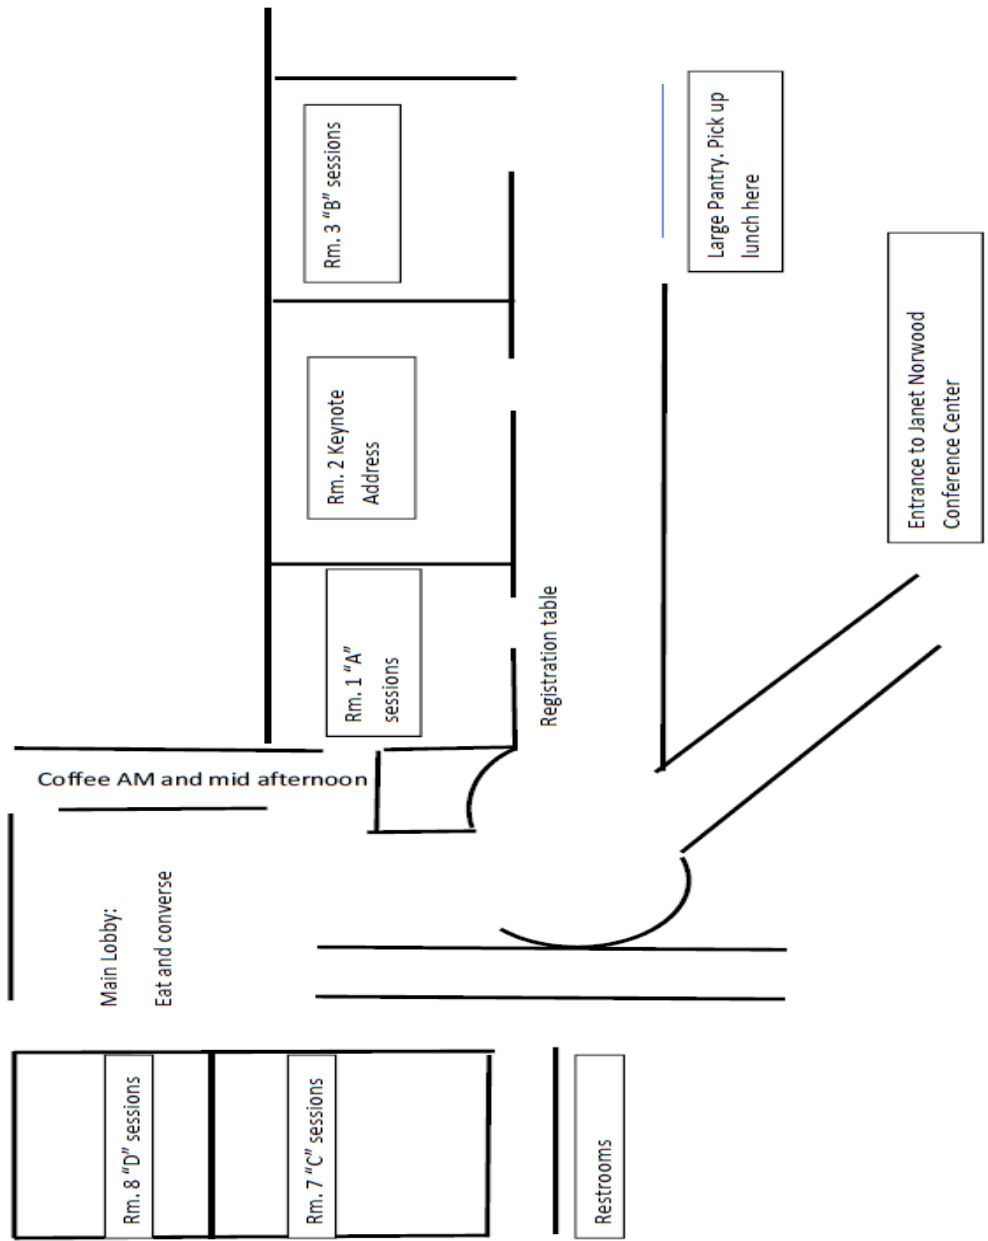 Rm. 8 “D” sessions
Rm. 7 “C” sessions
Restrooms
Main Lobby:
Eat and converse
Coffee AM and mid afternoon
Rm. 1 “A”
sessions
Registration table
Rm. 2 Keynote
Address
Rm. 3 “B” sessions
Large Pantry. Pick up
lunch here
Entrance to Janet Norwood
Conference Center